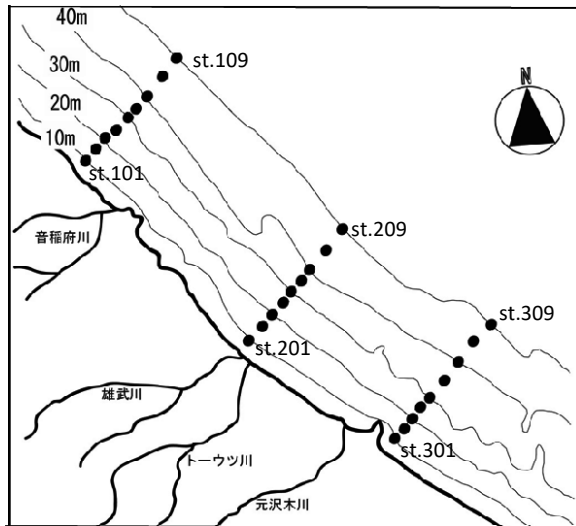 40m
st.109
30m
N
20m
10m
st.101
音稲府川
st.209
st.309
st.201
雄武川
st.301
トーウツ川
元沢木川